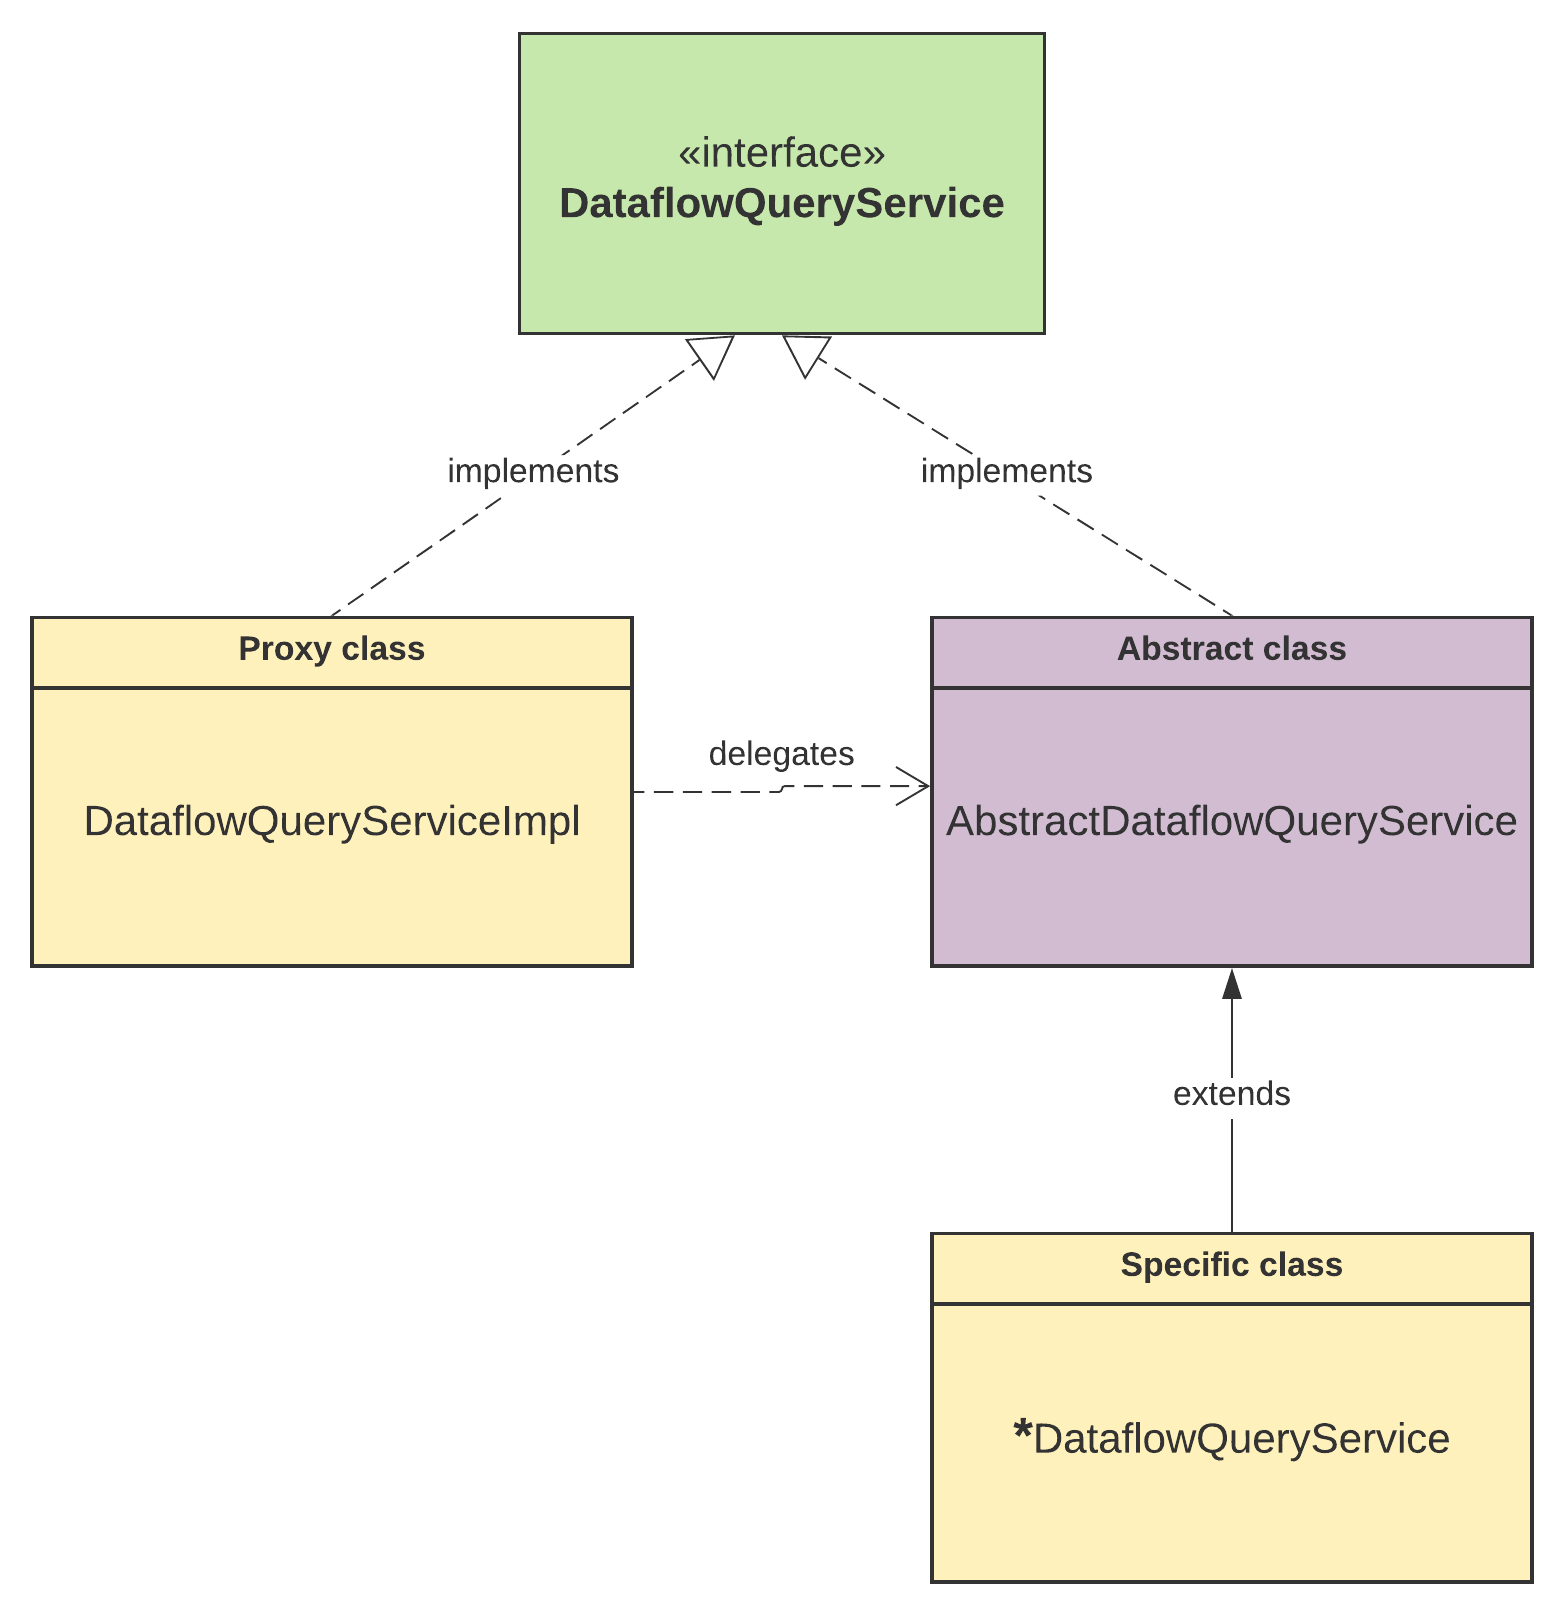 «interface»
DataflowQueryService
implements
implements
Proxy class
DataflowQueryServiceImpl
delegates
Abstract class
AbstractDataflowQueryService
extends
Specific class
*DataflowQueryService